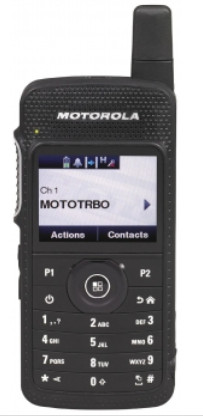 MOTOROLA
H
Ch 1
MOTOTRBO
Actions Contacts
P1 P2
1 .,? 2 ABC DEF 3
4 GHI 5 JKL MNO 6
7 PQRS 8 TUV WXYZ 9
* 0 #